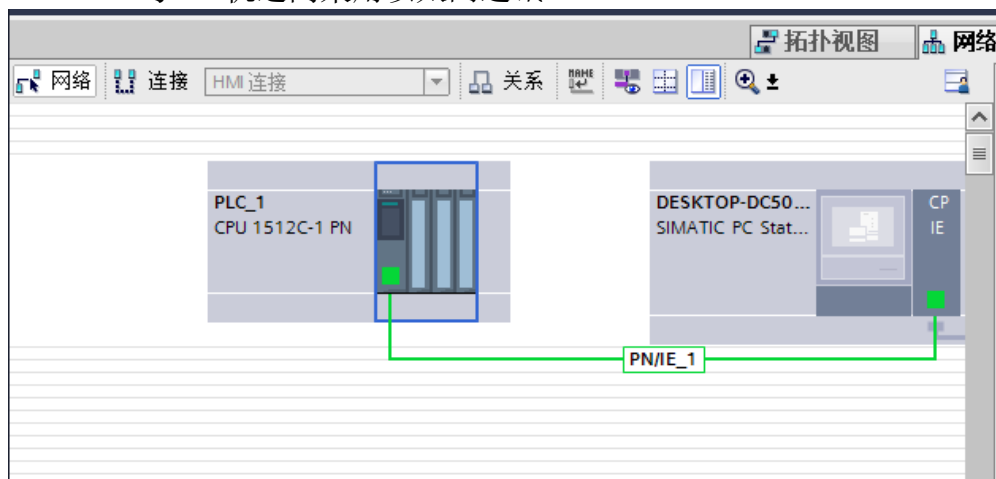 拓扑视图 网络
网络 连接 HMI 连接 关系 NAME ±
PLC_1
CPU 1512C-1 PN
DESKTOP-DC50...
SIMATIC PC Stat...
CP
IE
PN/IE_1